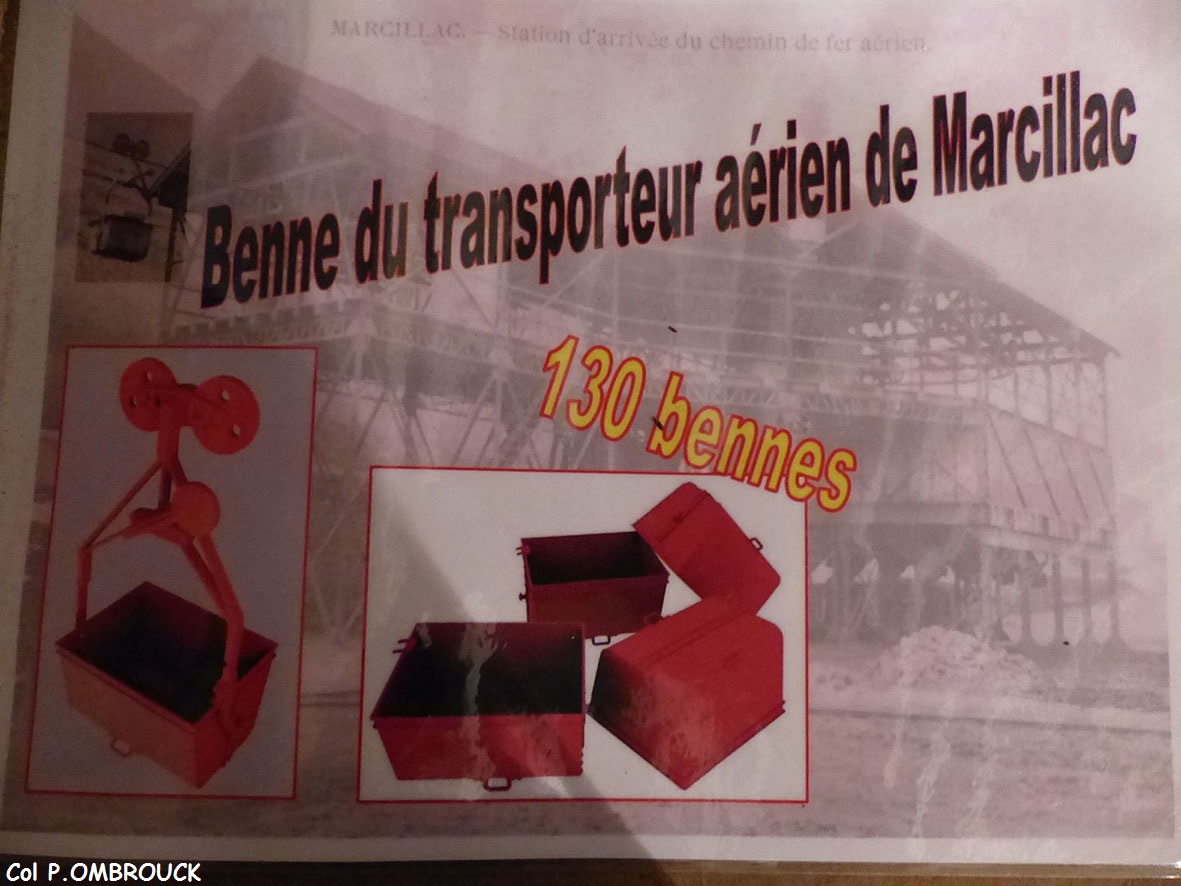 MARCILLAC. — Station d'arrivée du chemin de fer aérien.
Benne du transporteur aérien de Marcillac
130 bennes
Col P.OMBROUCK